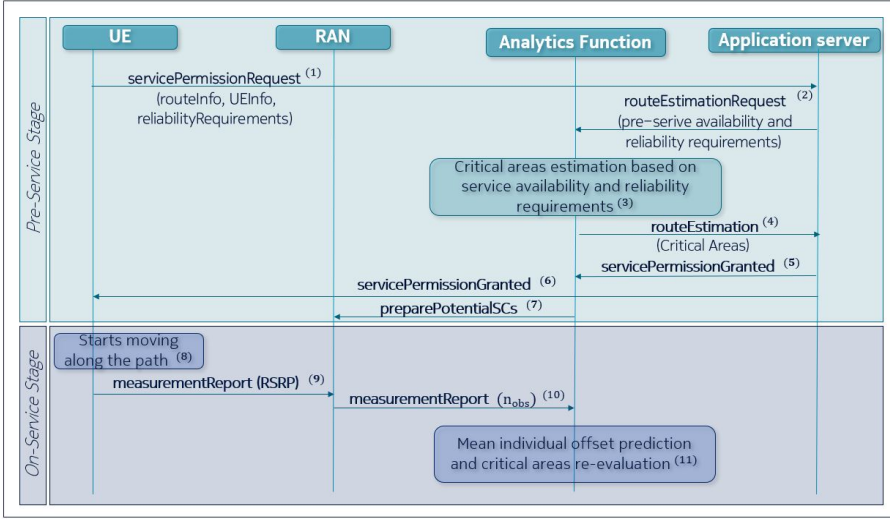 UE
RAN
Analytics Function
Application server
Pre-Service Stage
servicePermissionRequest (1)
(routeInfo, UEInfo,
reliabilityRequirements)
routeEstimationRequest (2)
(pre-serive availability and
reliability requirements)
Critical areas estimation based on
service availability and reliability
requirements (3)
routeEstimation (4)
(Critical Areas)
servicePermissionGranted (5)
servicePermissionGranted (6)
preparePotentialSCs (7)
On-Service Stage
Starts moving
along the path (8)
measurementReport (RSRP) (9)
measurementReport (n_obs) (10)
Mean individual offset prediction
and critical areas re-evaluation (11)